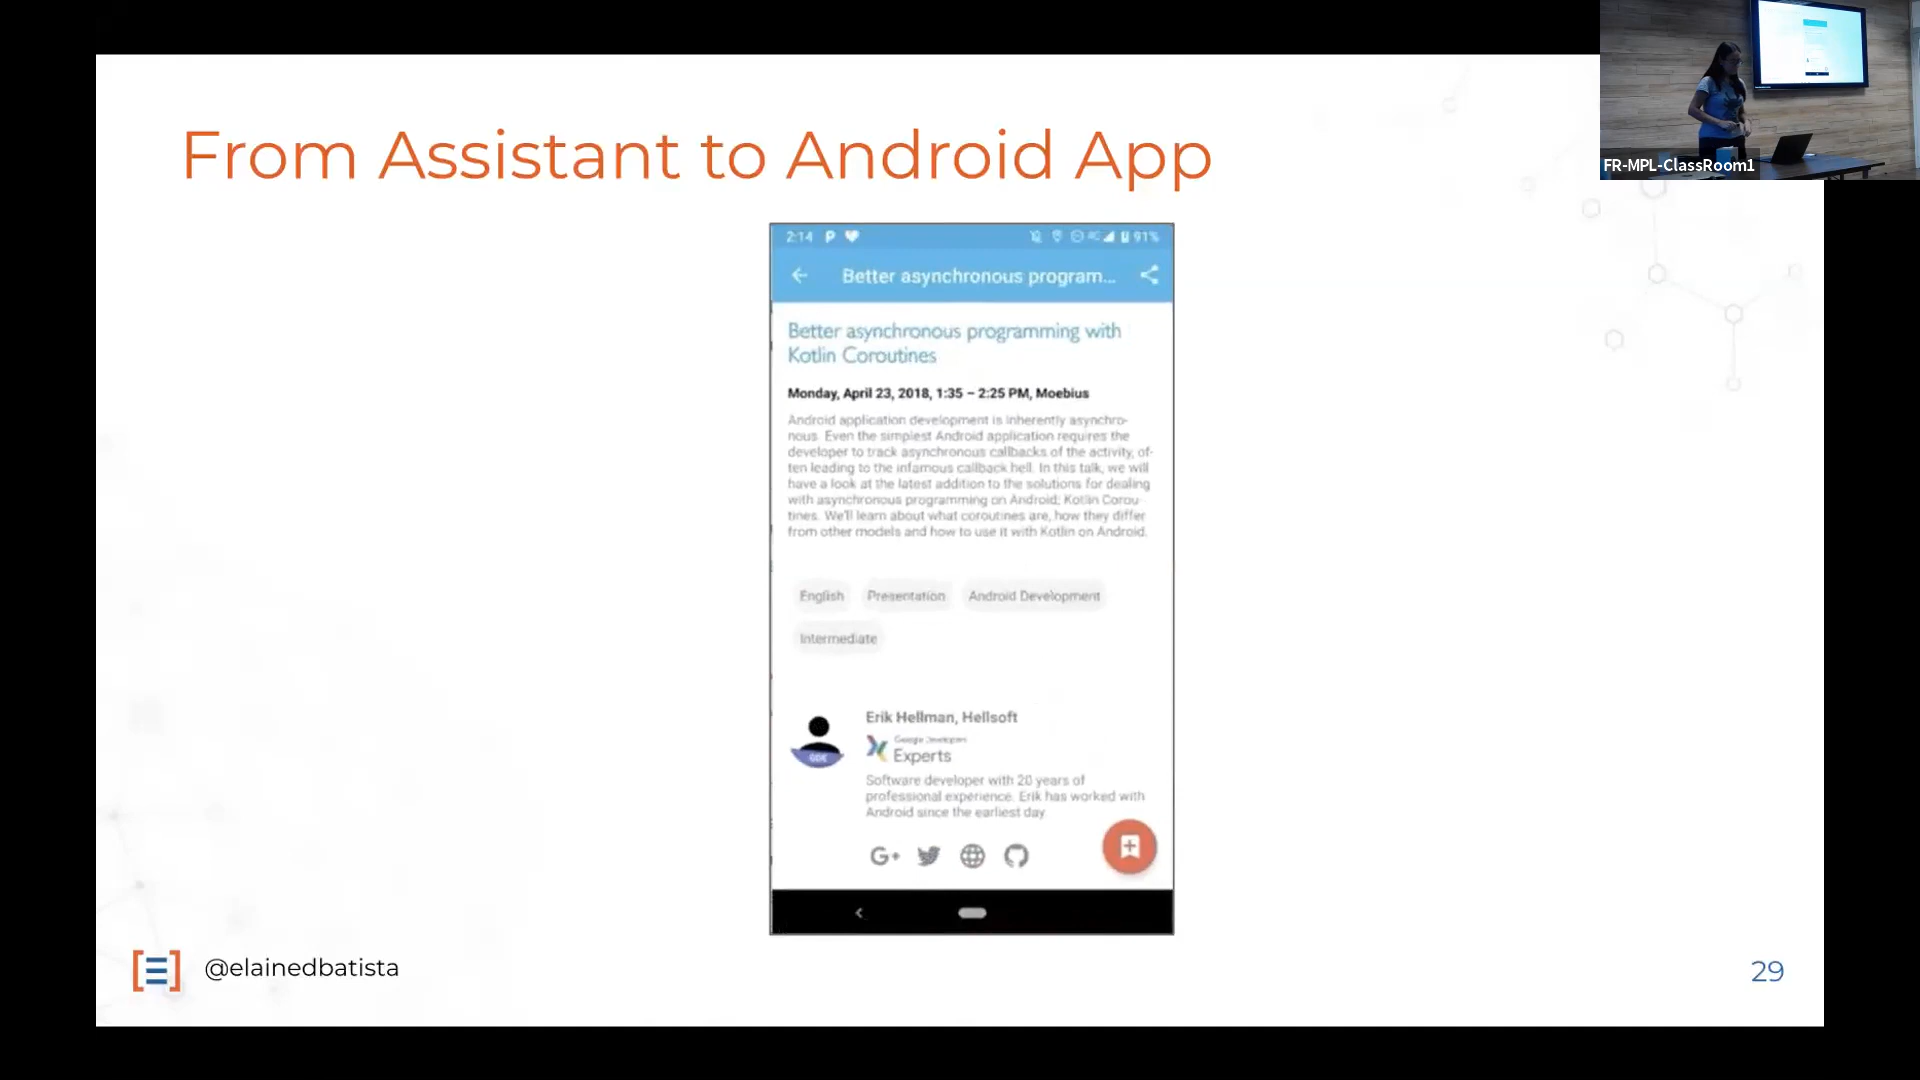 From Assistant to Android App
FR-MPL-ClassRoom1
2:14
91%
Better asynchronous program...
Better asynchronous programming with
Kotlin Coroutines
Monday, April 23, 2018, 1:35 – 2:25 PM, Moebius
Android application development is inherently asynchro-
nous. Even the simplest Android application requires the
developer to track asynchronous callbacks of the activity, of-
ten leading to the infamous callback hell. In this talk, we will
have a look at the latest addition to the solutions for dealing
with asynchronous programming on Android; Kotlin Corou-
tines. We'll learn about what coroutines are, how they differ
from other models and how to use it with Kotlin on Android.
English Presentation Android Development
Intermediate
Erik Hellman, Hellsoft
Google Developers
Experts
GDE
Software developer with 20 years of
professional experience. Erik has worked with
Android since the earliest day
G+
@elainedbatista
29